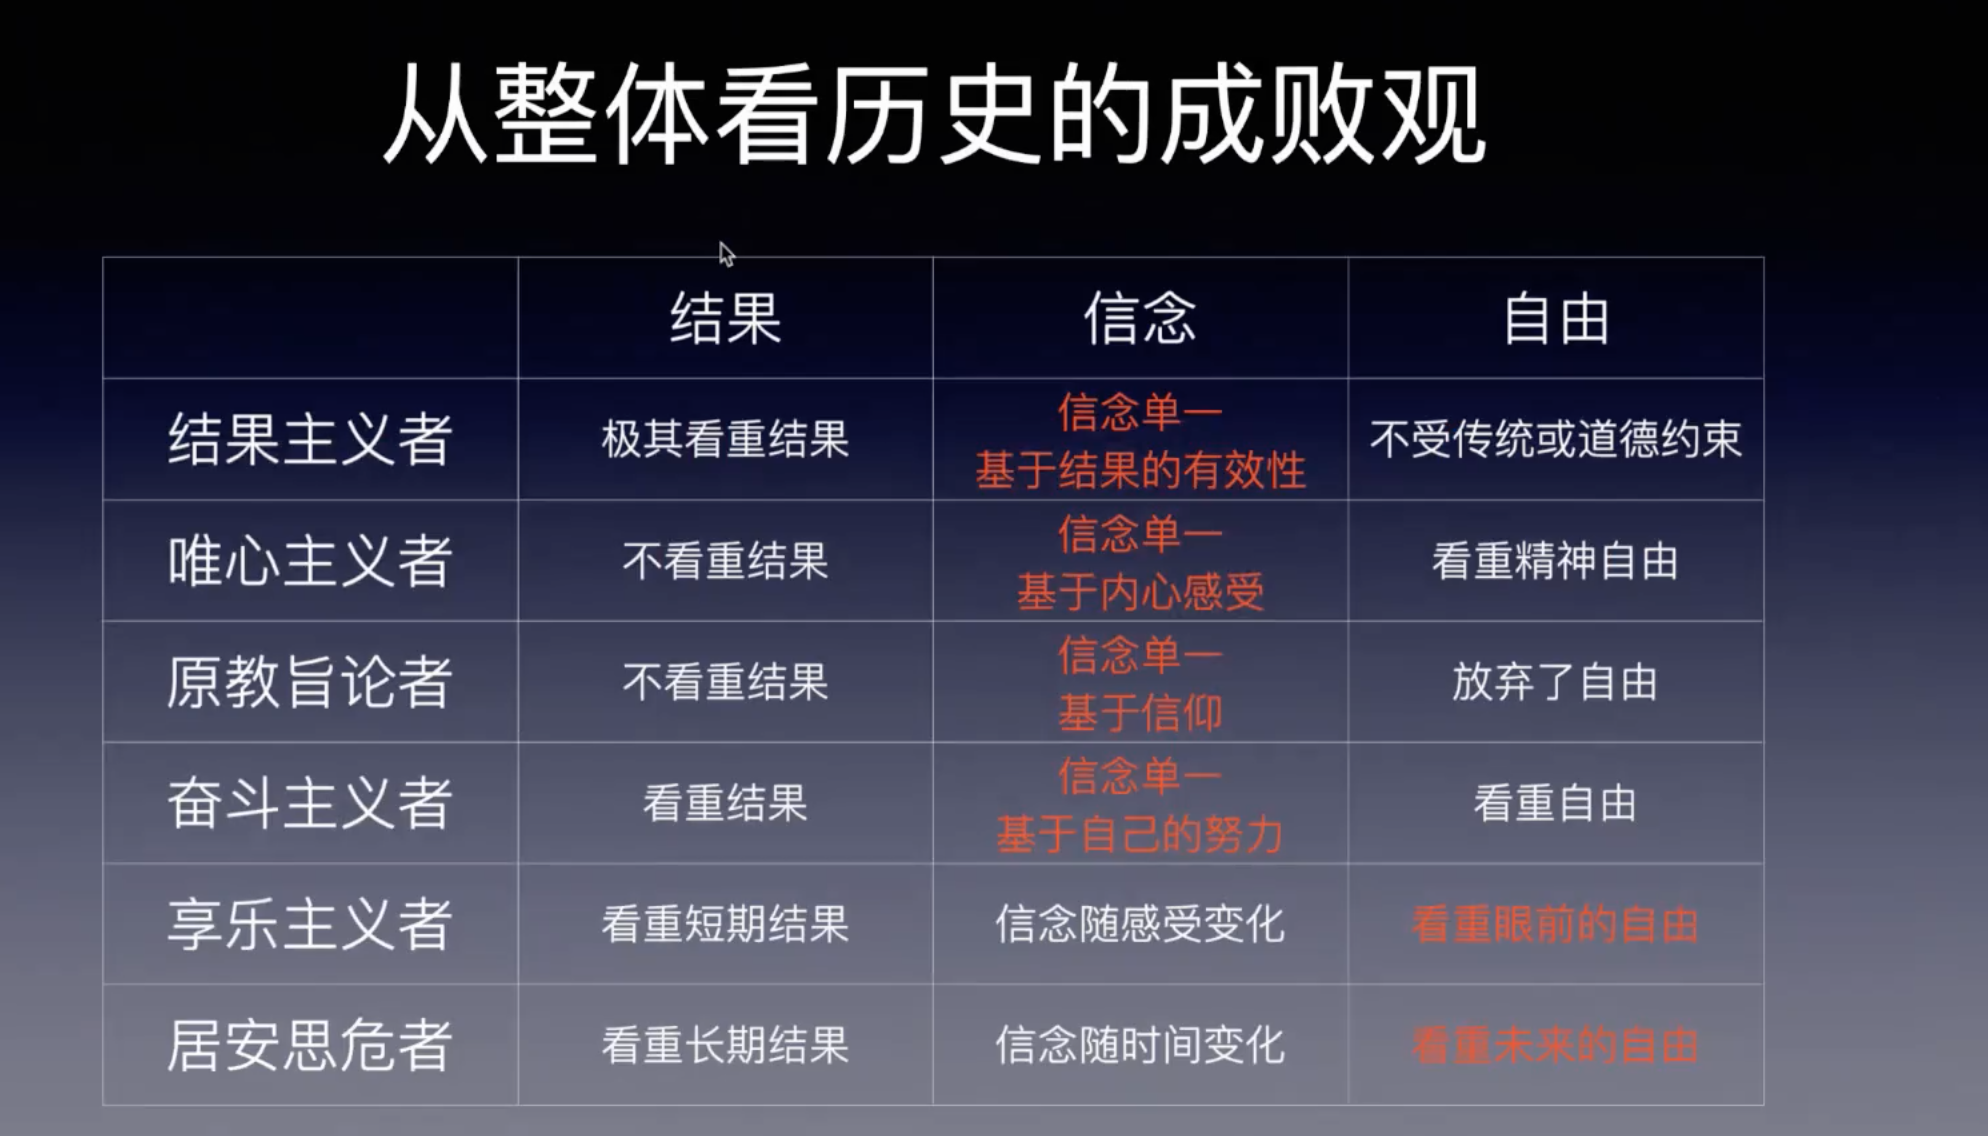 从整体看历史的成败观
结果 信念 自由
结果主义者 极其看重结果 信念单一 不受传统或道德约束
基于结果的有效性
唯心主义者 不看重结果 信念单一 看重精神自由
基于内心感受
原教旨论者 不看重结果 信念单一 放弃了自由
基于信仰
奋斗主义者 看重结果 信念单一 看重自由
基于自己的努力
享乐主义者 看重短期结果 信念随感受变化 看重眼前的自由
居安思危者 看重长期结果 信念随时间变化 看重未来的自由